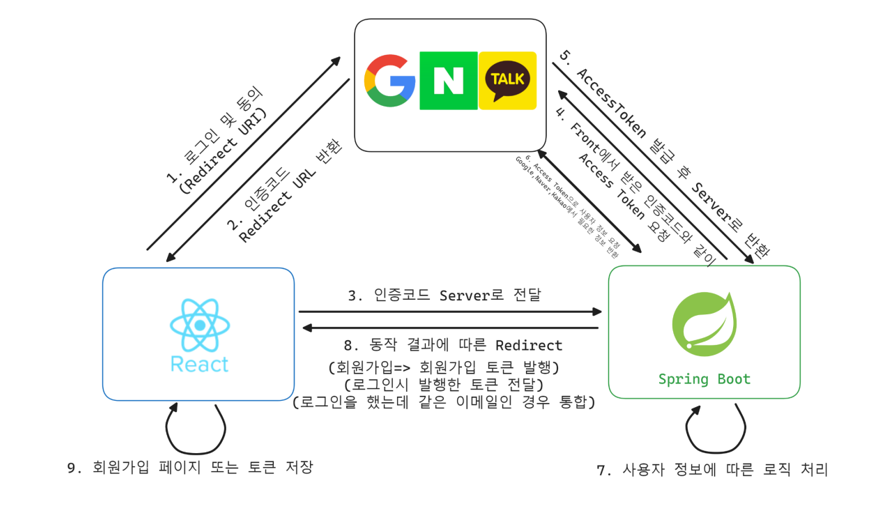 N
TALK
1. 로그인 및 동의
(Redirect URI)
2. 인증코드
Redirect URL 반환
5. AccessToken 발급 후 Server로 반환
4. Front에서 받은 인증코드와 같이
Access Token 요청
6. Access Token으로 사용자 정보 요청
Google,Naver,Kakao에서 필요한 정보 반환
React
3. 인증코드 Server로 전달
8. 동작 결과에 따른 Redirect
(회원가입=> 회원가입 토큰 발행)
(로그인시 발행한 토큰 전달)
(로그인을 했는데 같은 이메일인 경우 통합)
Spring Boot
9. 회원가입 페이지 또는 토큰 저장
7. 사용자 정보에 따른 로직 처리